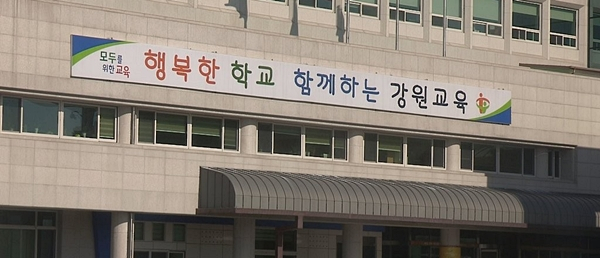 모두를
위한교육
행복한 학교 함께하는 강원교육